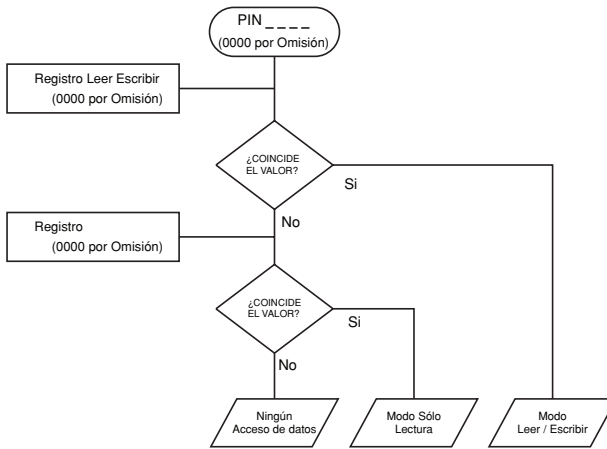 PIN _ _ _ _
(0000 por Omisión)
Registro Leer Escribir
(0000 por Omisión)
¿COINCIDE
EL VALOR?
Si
No
Registro
(0000 por Omisión)
¿COINCIDE
EL VALOR?
Si
No
Ningún
Acceso de datos
Modo Sólo
Lectura
Modo
Leer / Escribir